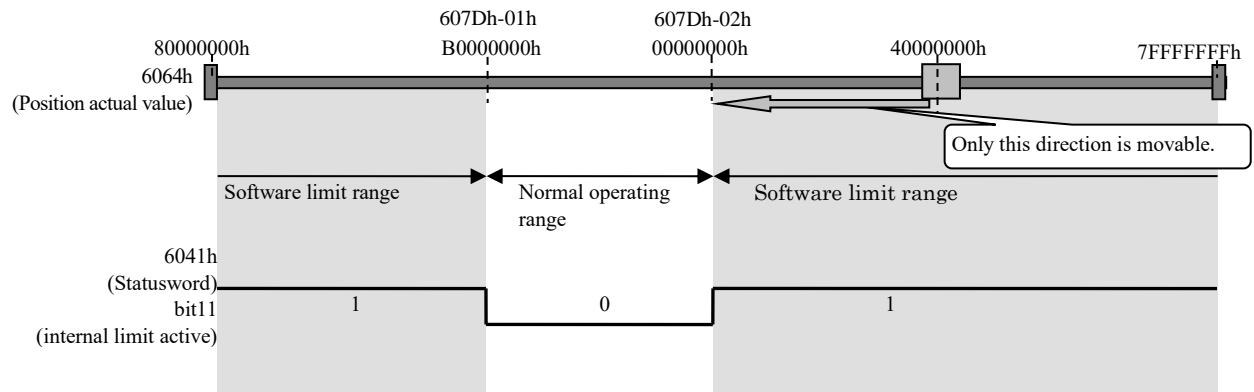 607Dh-01h
607Dh-02h
80000000h
B0000000h
00000000h
40000000h
7FFFFFFFh
6064h
(Position actual value)
Only this direction is movable.
Software limit range
Normal operating
range
Software limit range
6041h
(Statusword)
bit11
(internal limit active)
1
0
1